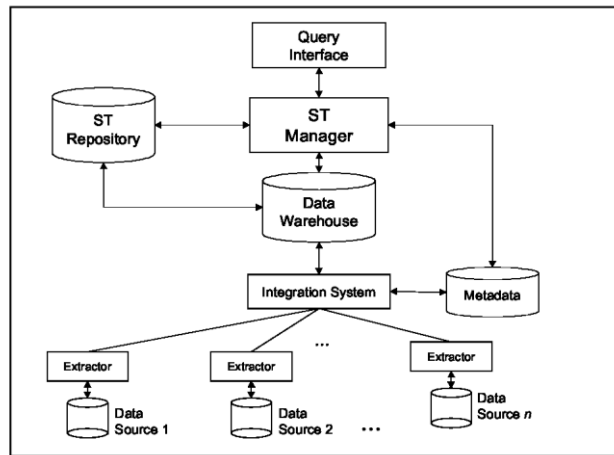 Query
Interface
ST
Repository
ST
Manager
Data
Warehouse
Integration System
Metadata
...
Extractor
Extractor
Extractor
Data
Source 1
Data
Source 2
...
Data
Source n